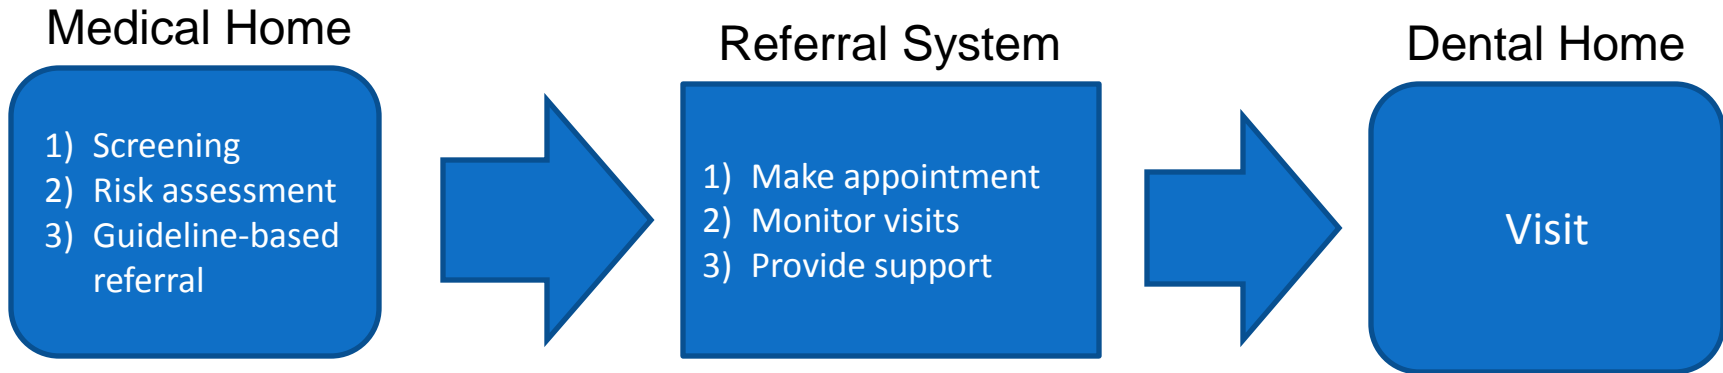 Medical Home
1) Screening
2) Risk assessment
3) Guideline-based
referral
Referral System
1) Make appointment
2) Monitor visits
3) Provide support
Dental Home
Visit